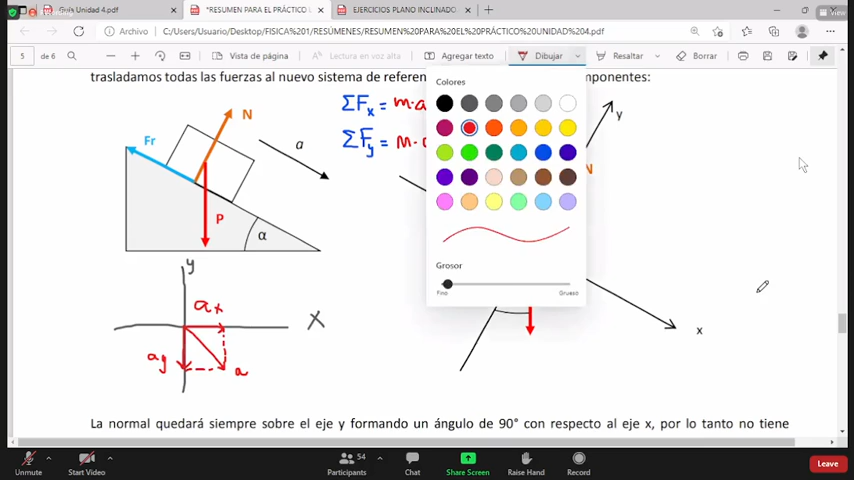 View
Guis Unidad 4.pdf
*RESUMEN PARA EL PRÁCTICO L
EJERCICIOS PLANO INCLINADO
Archivo
C:/Users/Usuario/Desktop/FISICA%201/RESÚMENES/RESUMEN%20PARA%20EL%20PRÁCTICO%20UNIDAD%204.pdf
5
de 6
Vista de página
Lectura en voz alta
Agregar texto
Dibujar
Resaltar
Borrar
trasladamos todas las fuerzas al nuevo sistema de refere
mponentes:
Colores
ΣFx = m·a
ΣFy = m·
y
N
Fr
N
a
P
α
Grosor
Fino
Grueso
y
ax
X
ay
a
x
La normal quedará siempre sobre el eje y formando un ángulo de 90° con respecto al eje x, por lo tanto no tiene
Unmute
Start Video
54
Participants
Chat
Share Screen
Raise Hand
Record
Leave